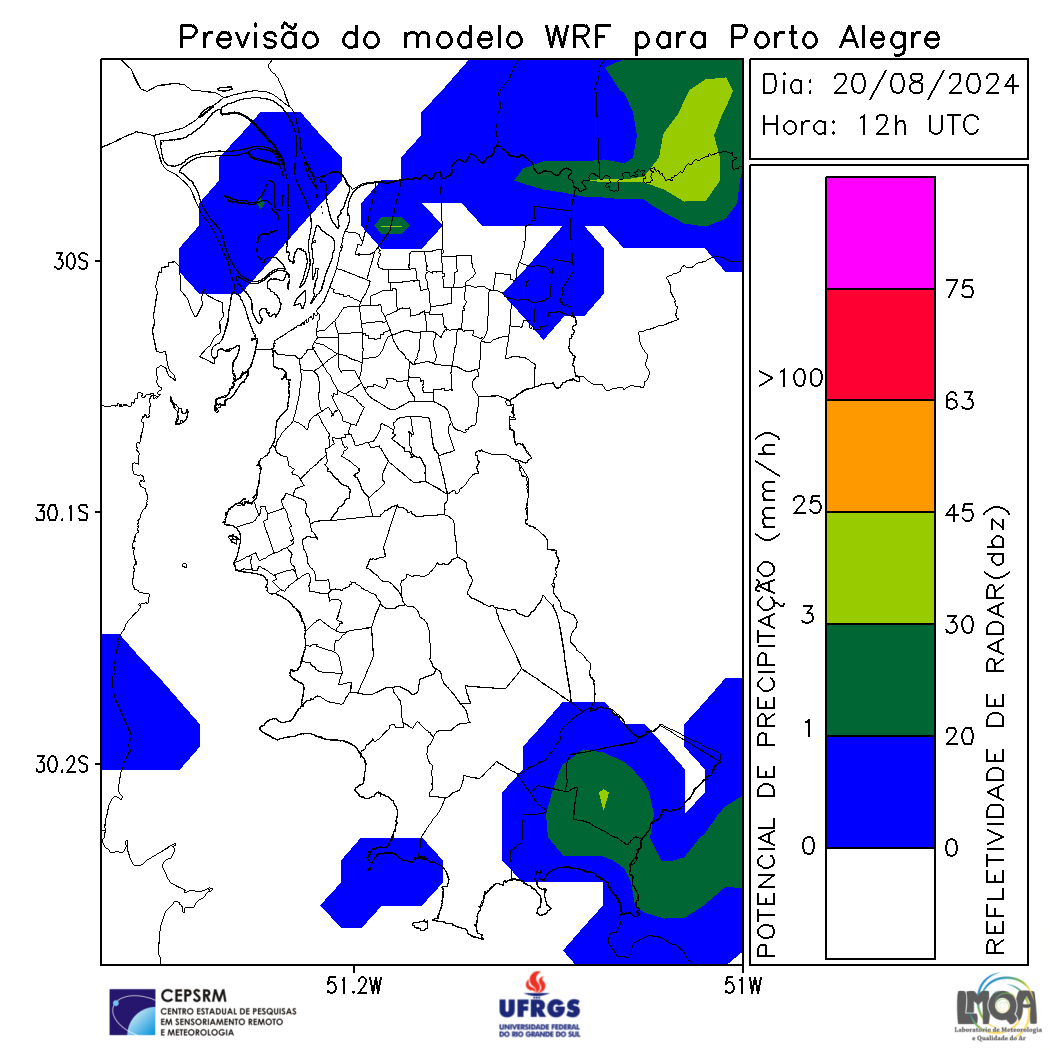 Previsão do modelo WRF para Porto Alegre
Dia: 20/08/2024
Hora: 12h UTC
30S
30.1S
30.2S
51.2W
51W
POTENCIAL DE PRECIPITAÇÃO (mm/h)
>100
25
3
1
0
75
63
45
30
20
0
REFLETIVIDADE DE RADAR(dbz)
CEPSRM
CENTRO ESTADUAL DE PESQUISAS
EM SENSORIAMENTO REMOTO
E METEOROLOGIA
UFRGS
UNIVERSIDADE FEDERAL
DO RIO GRANDE DO SUL
LMQA
Laboratório de Meteorologia
e Qualidade do Ar